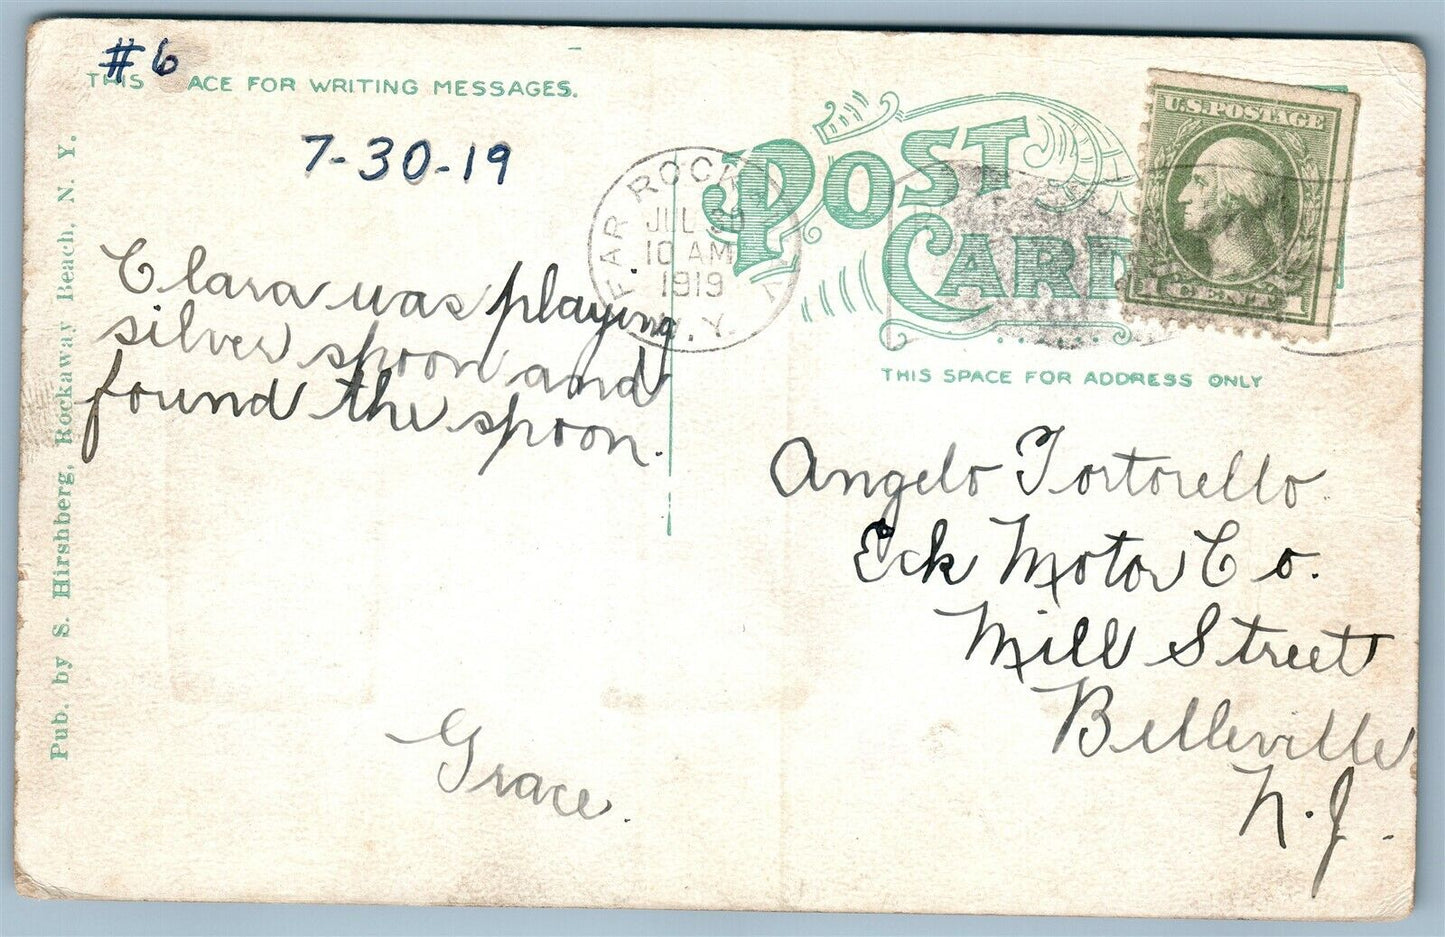 #6
THIS ACE FOR WRITING MESSAGES.
7-30-19
Clara was playing
silver spoon and
found the spoon.
Grace.
Pub. by S. Hirshberg, Rockaway Beach, N. Y.
FAR ROCKA
JUL
10 AM
1919
N.Y.
POST
CARD
U.S. POSTAGE
1 CENT 1
THIS SPACE FOR ADDRESS ONLY
Angelo Tortorello
Eck Motor Co.
Mill Street
Belleville
N.J.